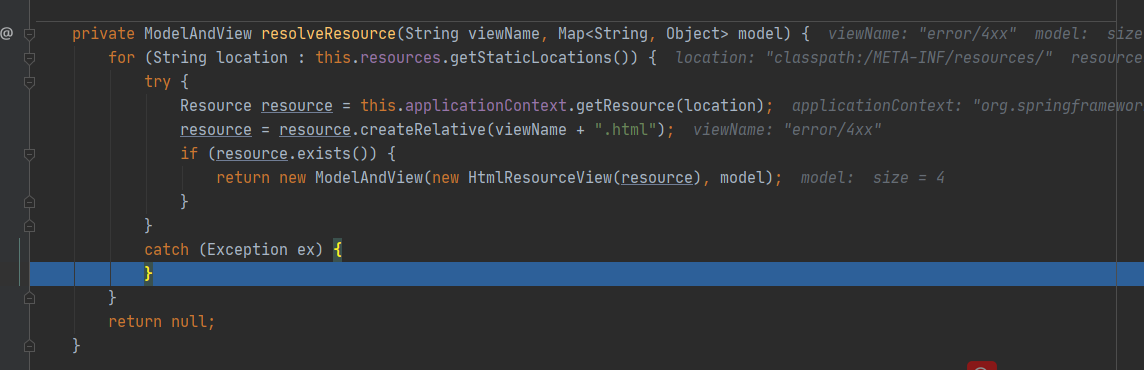 @ private ModelAndView resolveResource(String viewName, Map<String, Object> model) { viewName: "error/4xx" model: size
for (String location : this.resources.getStaticLocations()) { location: "classpath:/META-INF/resources/" resource
try {
Resource resource = this.applicationContext.getResource(location); applicationContext: "org.springframewor
resource = resource.createRelative(viewName + ".html"); viewName: "error/4xx"
if (resource.exists()) {
return new ModelAndView(new HtmlResourceView(resource), model); model: size = 4
}
}
catch (Exception ex) {
}
}
return null;
}